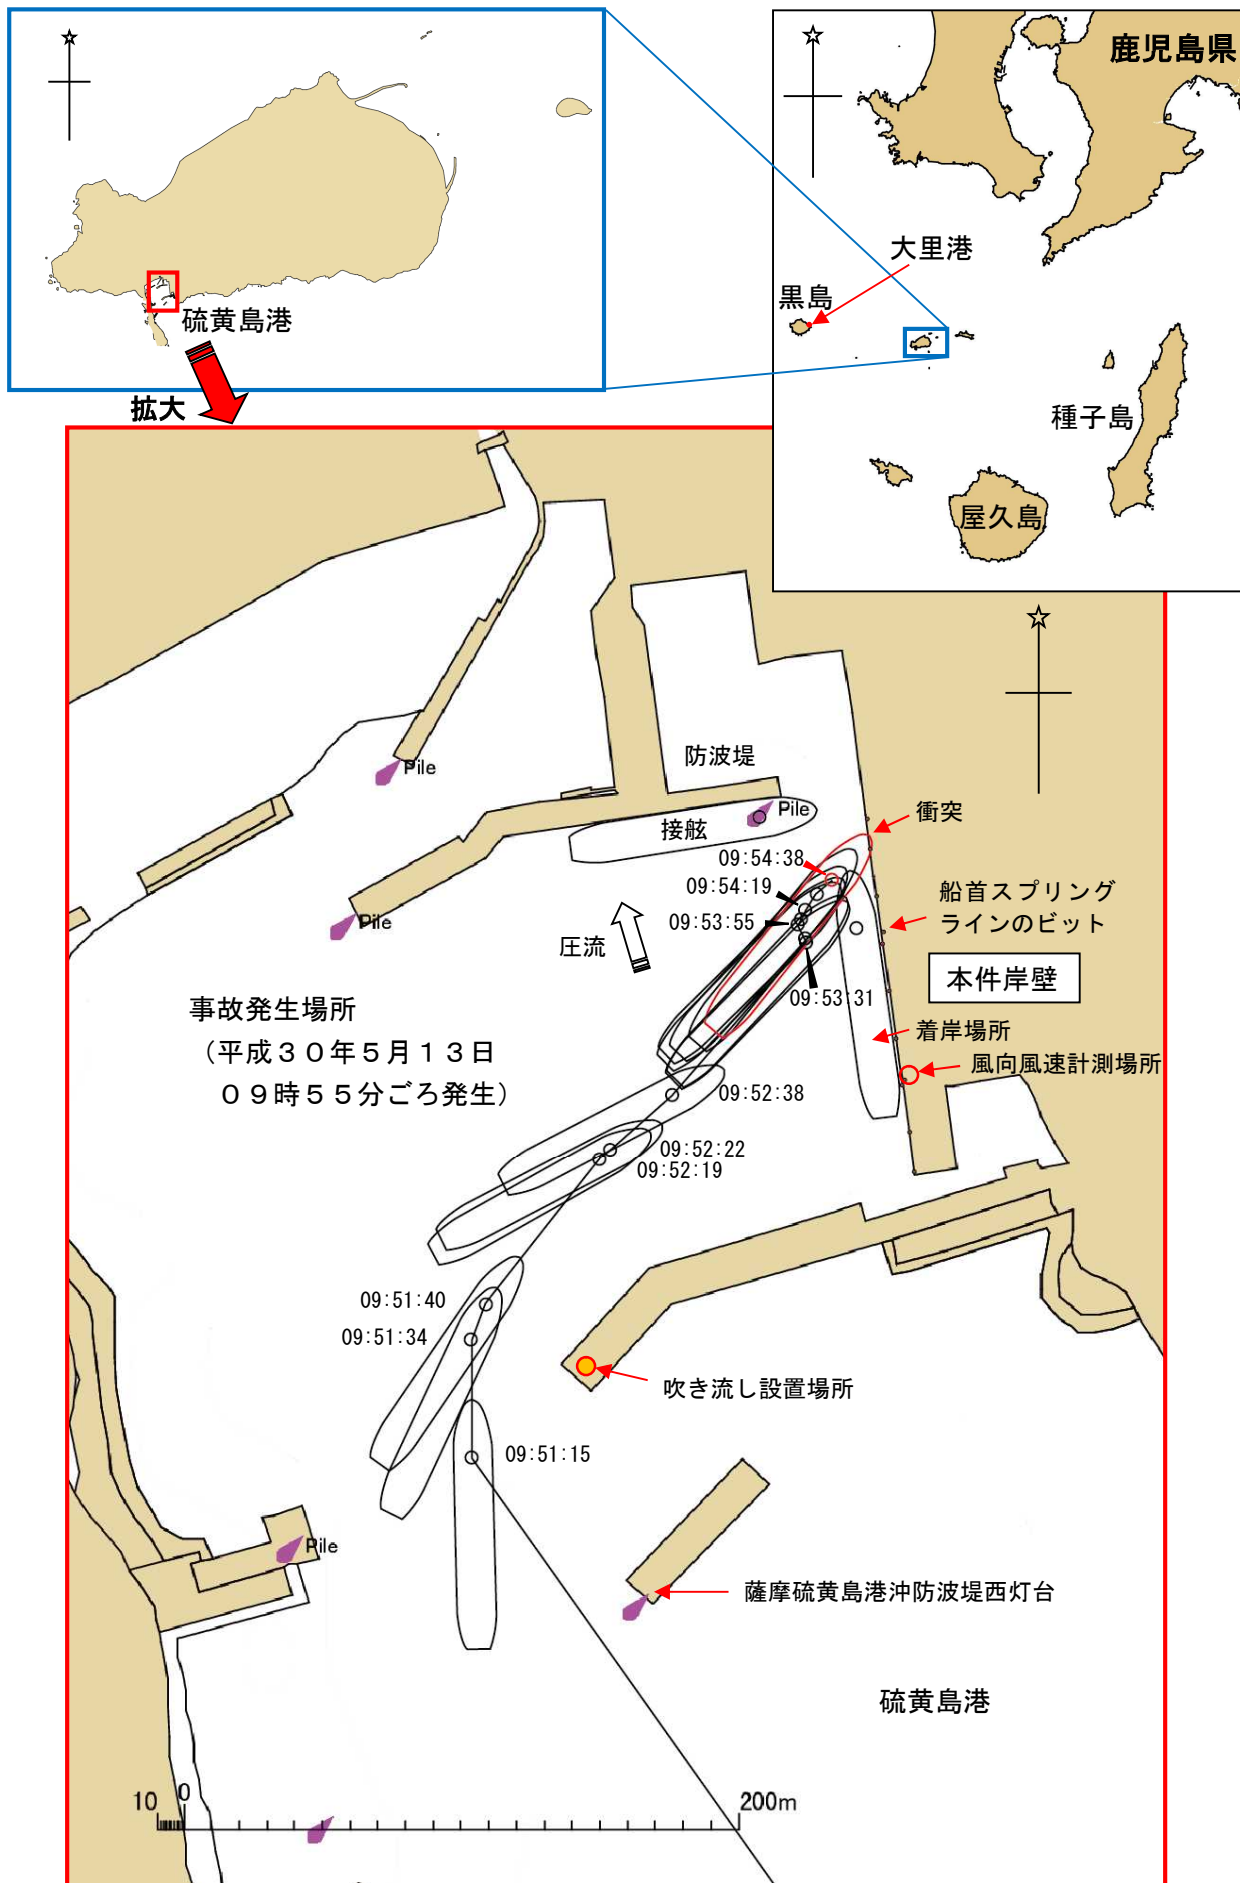 鹿児島県
大里港
黒島
硫黄島港
拡大
種子島
屋久島
防波堤
Pile
Pile
接舷
衝突
09:54:38
09:54:19
船首スプリング
ラインのビット
Pile
09:53:55
圧流
本件岸壁
09:53:31
事故発生場所
(平成30年5月13日
09時55分ごろ発生)
着岸場所
風向風速計測場所
09:52:38
09:52:22
09:52:19
09:51:40
09:51:34
吹き流し設置場所
09:51:15
Pile
薩摩硫黄島港沖防波堤西灯台
硫黄島港
10 0 200m